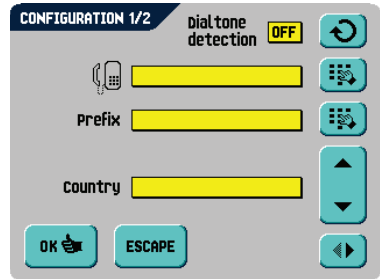 CONFIGURATION 1/2
Dialtone
detection OFF
Prefix
Country
OK ESCAPE